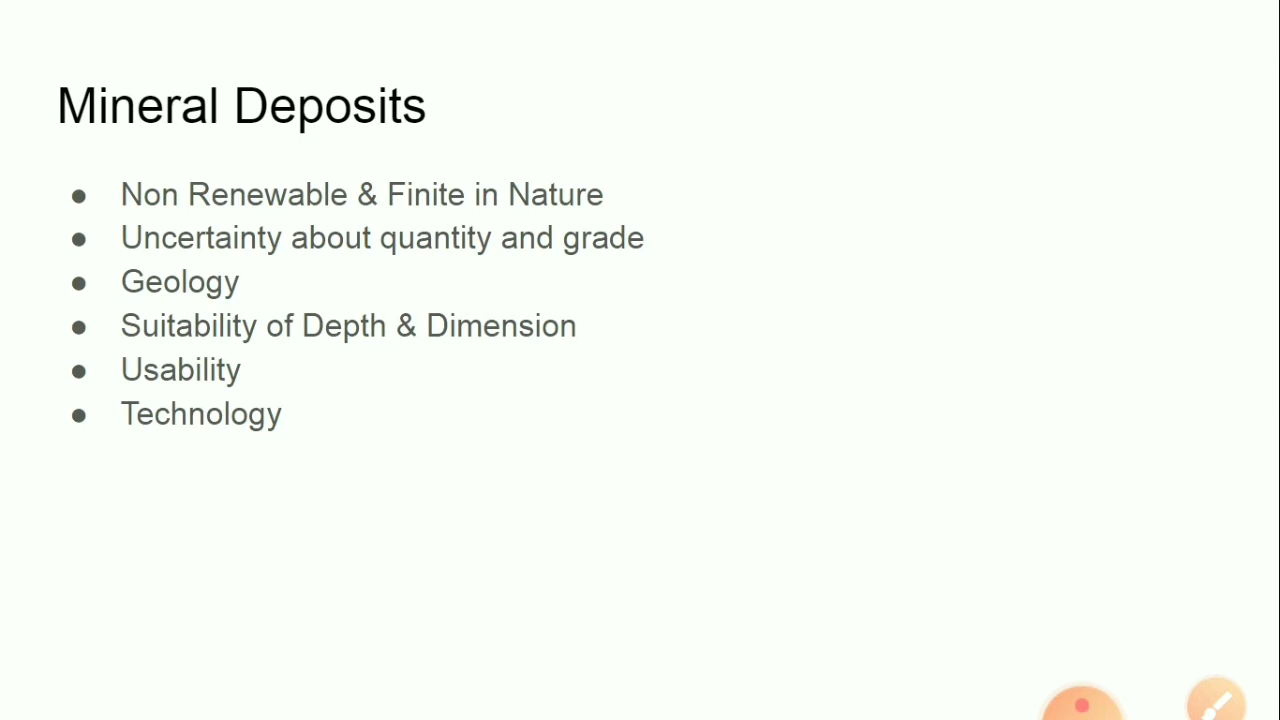 Mineral Deposits
● Non Renewable & Finite in Nature
● Uncertainty about quantity and grade
● Geology
● Suitability of Depth & Dimension
● Usability
● Technology